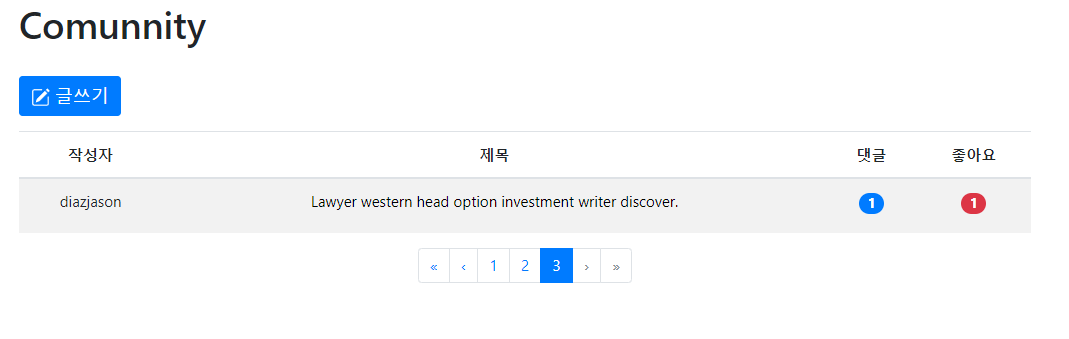 Comunnity
글쓰기
작성자 제목 댓글 좋아요
diazjason Lawyer western head option investment writer discover. 1 1
« ‹ 1 2 3 › »